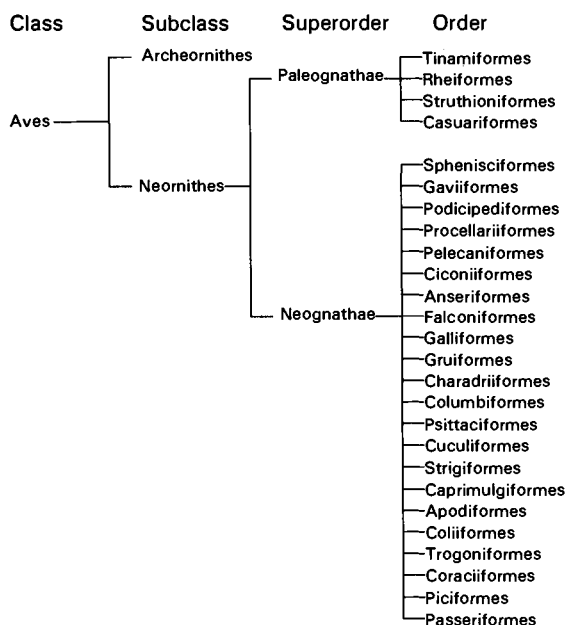 Class Subclass Superorder Order
Archeornithes
Tinamiformes
Paleognathae
Rheiformes
Struthioniformes
Aves
Casuariformes
Neornithes
Sphenisciformes
Gaviiformes
Podicipediformes
Procellariiformes
Pelecaniformes
Ciconiiformes
Anseriformes
Neognathae
Falconiformes
Galliformes
Gruiformes
Charadriiformes
Columbiformes
Psittaciformes
Cuculiformes
Strigiformes
Caprimulgiformes
Apodiformes
Coliiformes
Trogoniformes
Coraciiformes
Piciformes
Passeriformes